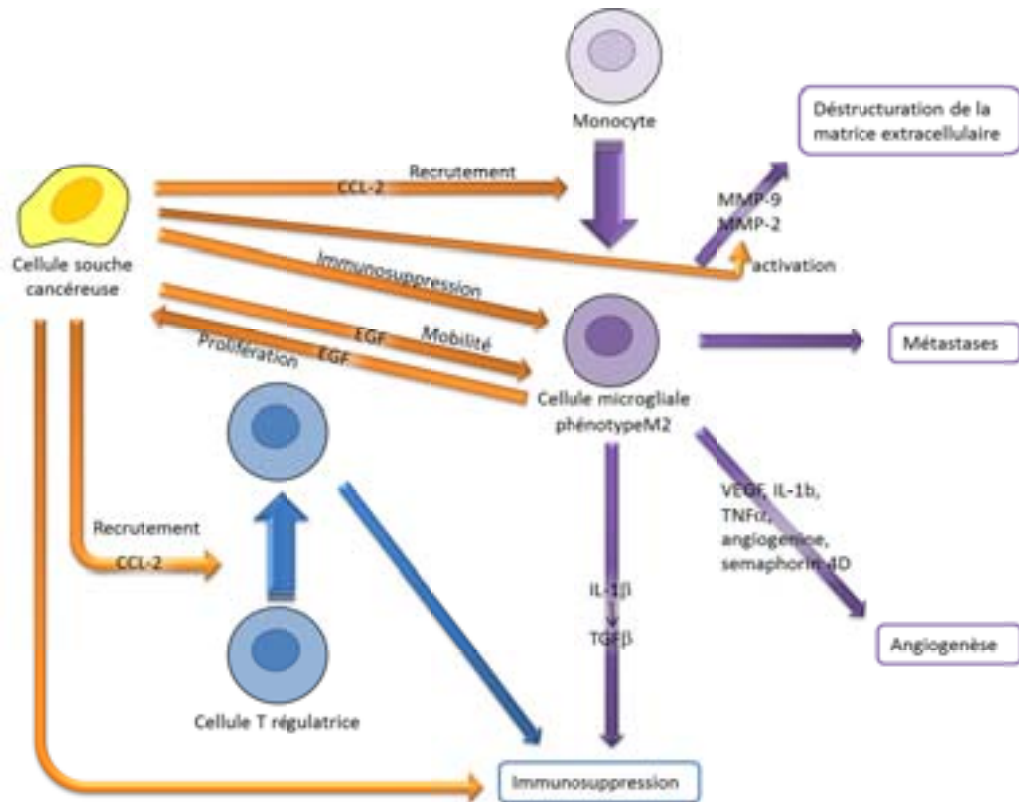 Monocyte
Déstructuration de la
matrice extracellulaire
Recrutement
CCL-2
MMP-9
MMP-2
activation
Cellule souche
cancéreuse
Immunosuppression
EGF
Mobilité
Prolifération
EGF
Métastases
Cellule microgliale
phénotypeM2
VEGF, IL-1b,
TNFα,
angiogenine,
semaphorin 4D
Recrutement
CCL-2
IL-1β
TGFβ
Angiogenèse
Cellule T régulatrice
Immunosuppression